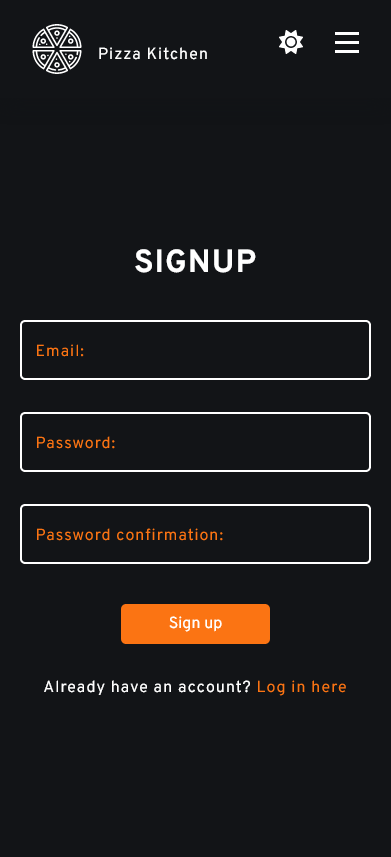 Pizza Kitchen
SIGNUP
Email:
Password:
Password confirmation:
Sign up
Already have an account? Log in here